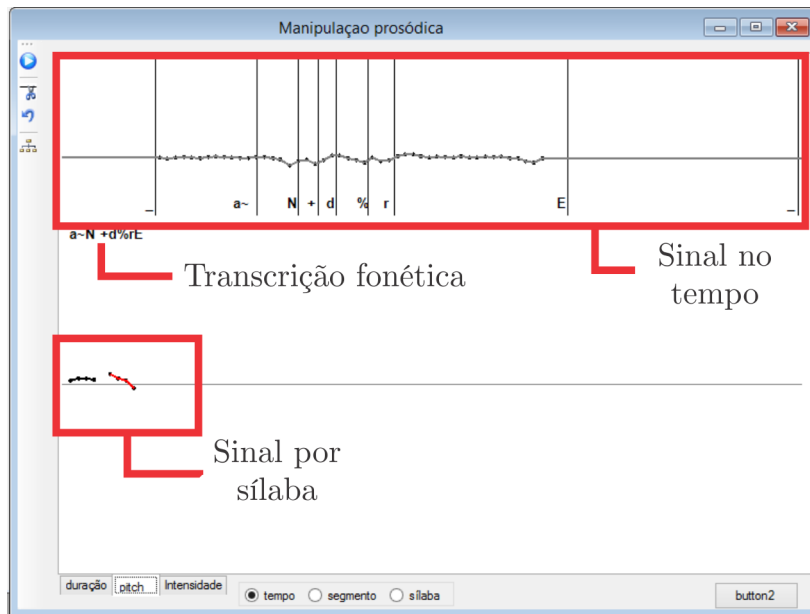 Manipulaçao prosódica
_ a~ N + d % r E _
a~N +d%rE
Transcrição fonética
Sinal no
tempo
Sinal por
sílaba
duração pitch Intensidade
tempo segmento sílaba
button2